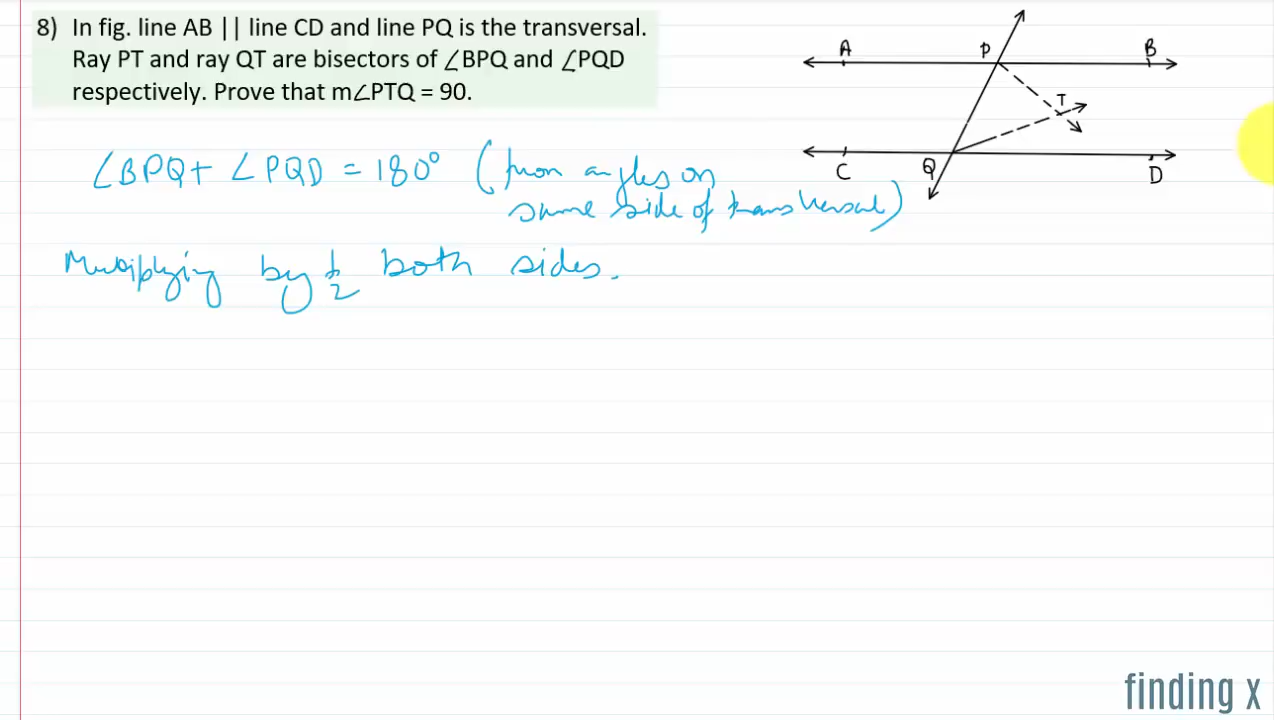 8) In fig. line AB || line CD and line PQ is the transversal.
Ray PT and ray QT are bisectors of ∠BPQ and ∠PQD
respectively. Prove that m∠PTQ = 90.
A P B
T
C Q D
∠BPQ + ∠PQD = 180° ( angles on
same side of transversal)
Multiplying by 1/2 both sides.
finding x